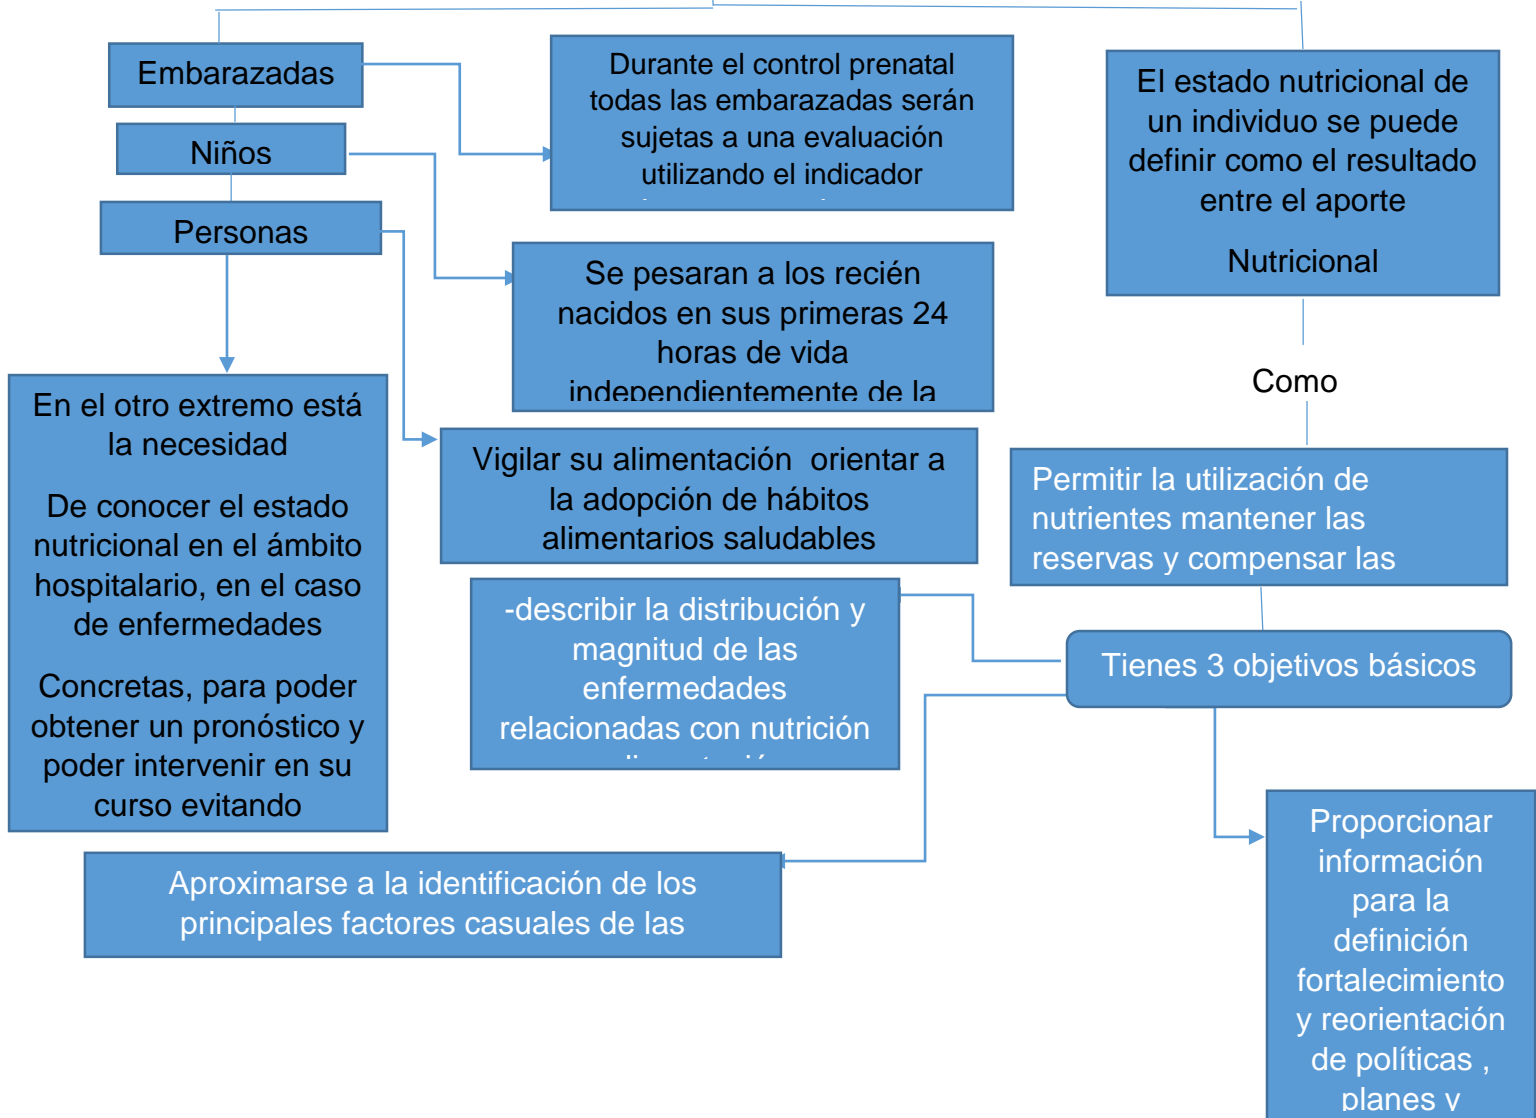 Embarazadas
Niños
Personas
Durante el control prenatal
todas las embarazadas serán
sujetas a una evaluación
utilizando el indicador
El estado nutricional de
un individuo se puede
definir como el resultado
entre el aporte
Nutricional
Se pesaran a los recién
nacidos en sus primeras 24
horas de vida
independientemente de la
Como
En el otro extremo está
la necesidad
De conocer el estado
nutricional en el ámbito
hospitalario, en el caso
de enfermedades
Concretas, para poder
obtener un pronóstico y
poder intervenir en su
curso evitando
Vigilar su alimentación orientar a
la adopción de hábitos
alimentarios saludables
Permitir la utilización de
nutrientes mantener las
reservas y compensar las
-describir la distribución y
magnitud de las
enfermedades
relacionadas con nutrición
Tienes 3 objetivos básicos
Aproximarse a la identificación de los
principales factores casuales de las
Proporcionar
información
para la
definición
fortalecimiento
y reorientación
de políticas ,
planes y